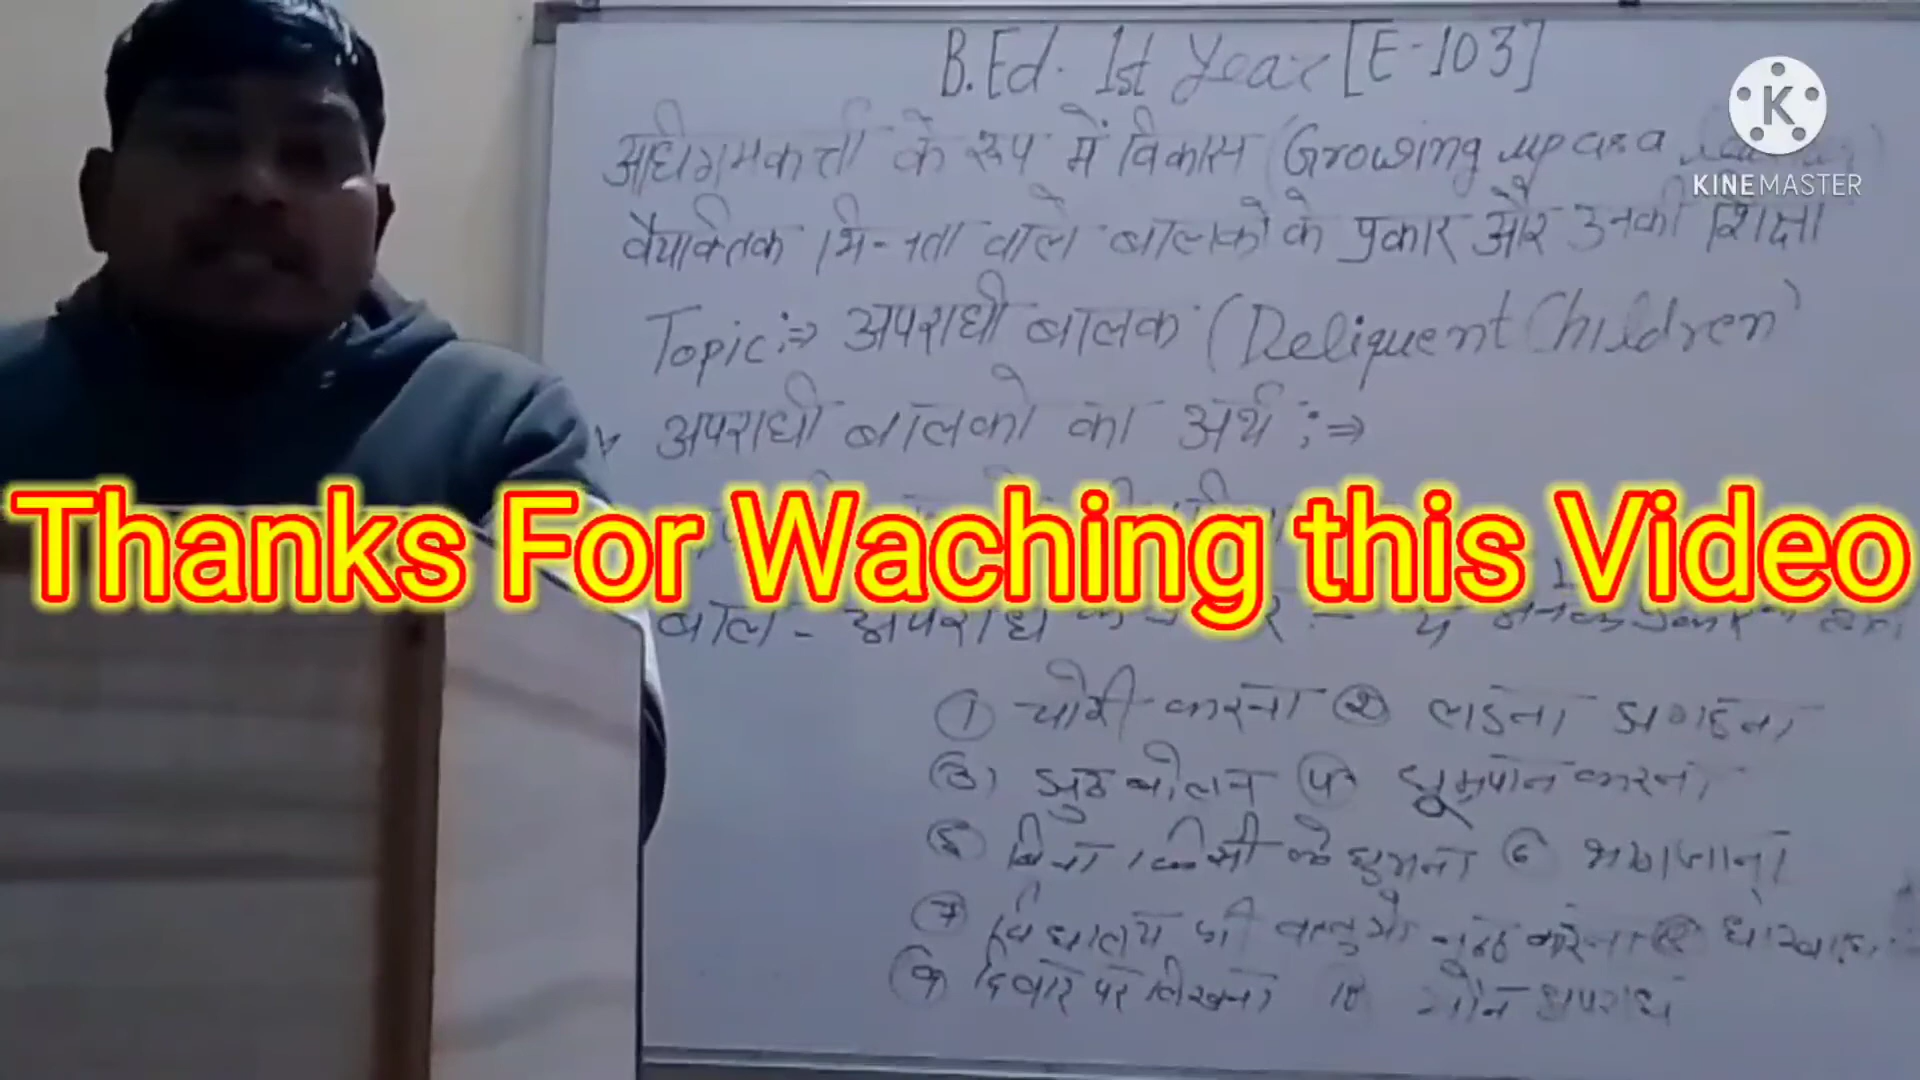 B.Ed. 1st Year [E-103]
K
KINEMASTER
अधिगमकर्त्ता के रूप में विकास (Growing up as a
वैयक्तिक भिन्नता वाले बालको के प्रकार और उनकी शिक्षा
Topic :⇒ अपराधी बालक (Deliquent Children)
अपराधी बालको का अर्थ :⇒
Thanks For Waching this Video
बाल - अपराध के
① चोरी करना ② लडना झगडना
③ झुठ बोलन ④ धूम्रपान करना
⑤ बिना किसी के घुमना ⑥ भाग जाना
⑦ विधालय की वस्तुओ नष्ट करना ⑧
⑨ दिवार पर लिखना 10 यौन अपराध